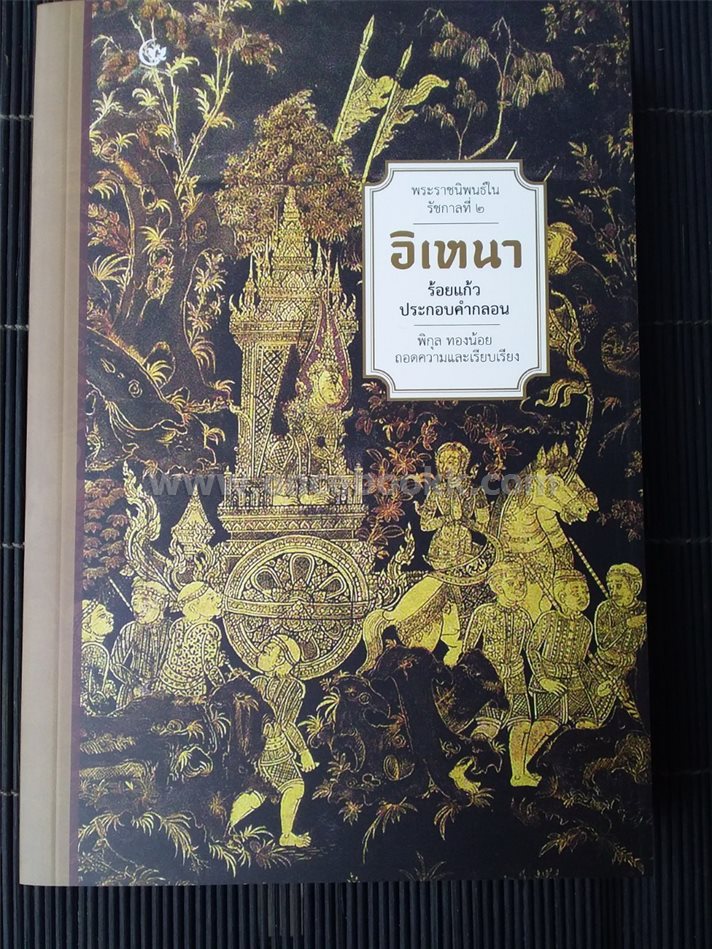 พระราชนิพนธ์ใน
รัชกาลที่ ๒
อิเหนา
ร้อยแก้ว
ประกอบคำกลอน
พิกุล ทองน้อย
ถอดความและเรียบเรียง